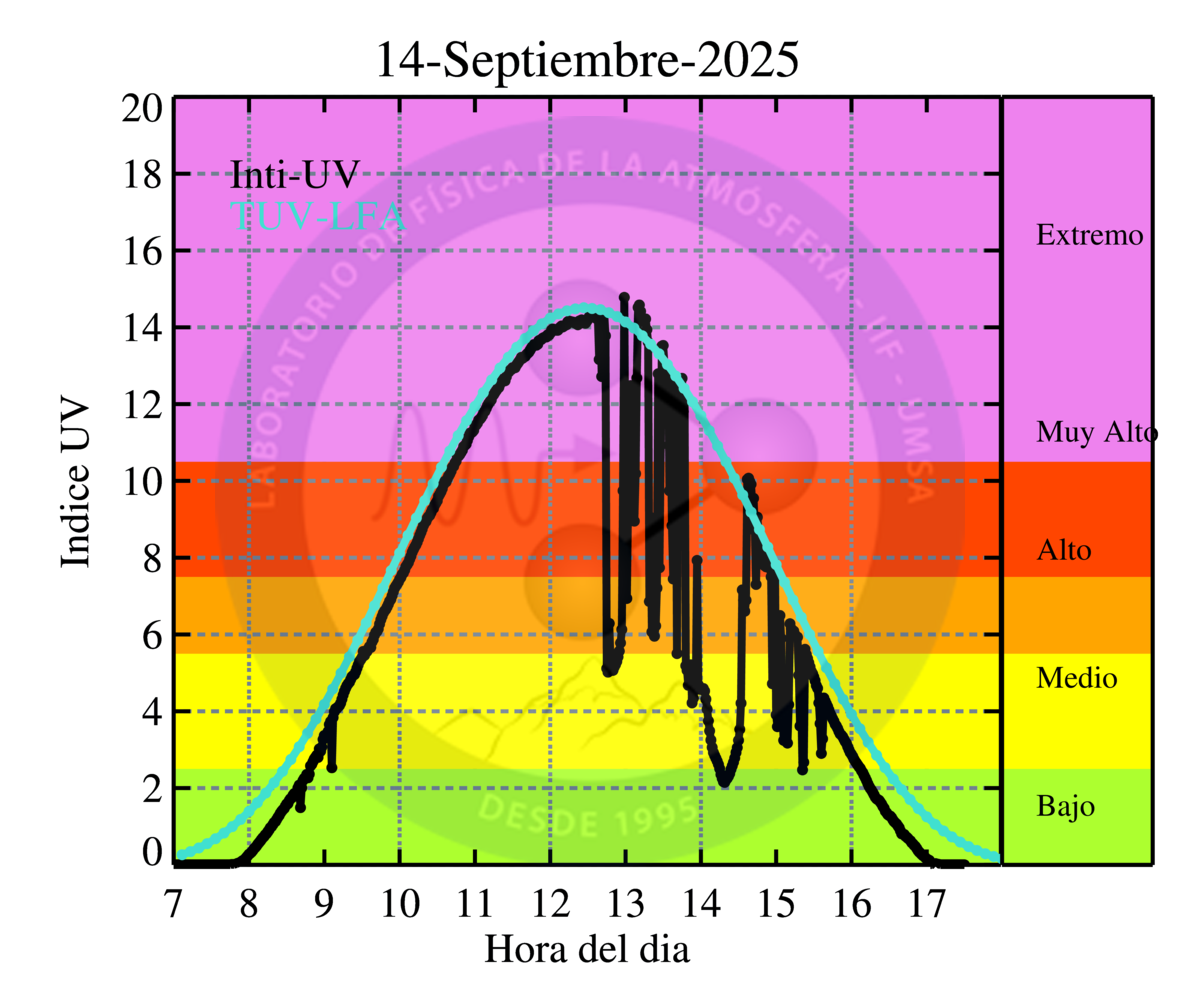 14-Septiembre-2025
20
18
16
14
12
10
8
6
4
2
0
Indice UV
Inti-UV
TUV-LFA
LABORATORIO DE FÍSICA DE LA ATMÓSFERA - IIF - UMSA
DESDE 1995
Extremo
Muy Alto
Alto
Medio
Bajo
7 8 9 10 11 12 13 14 15 16 17
Hora del dia